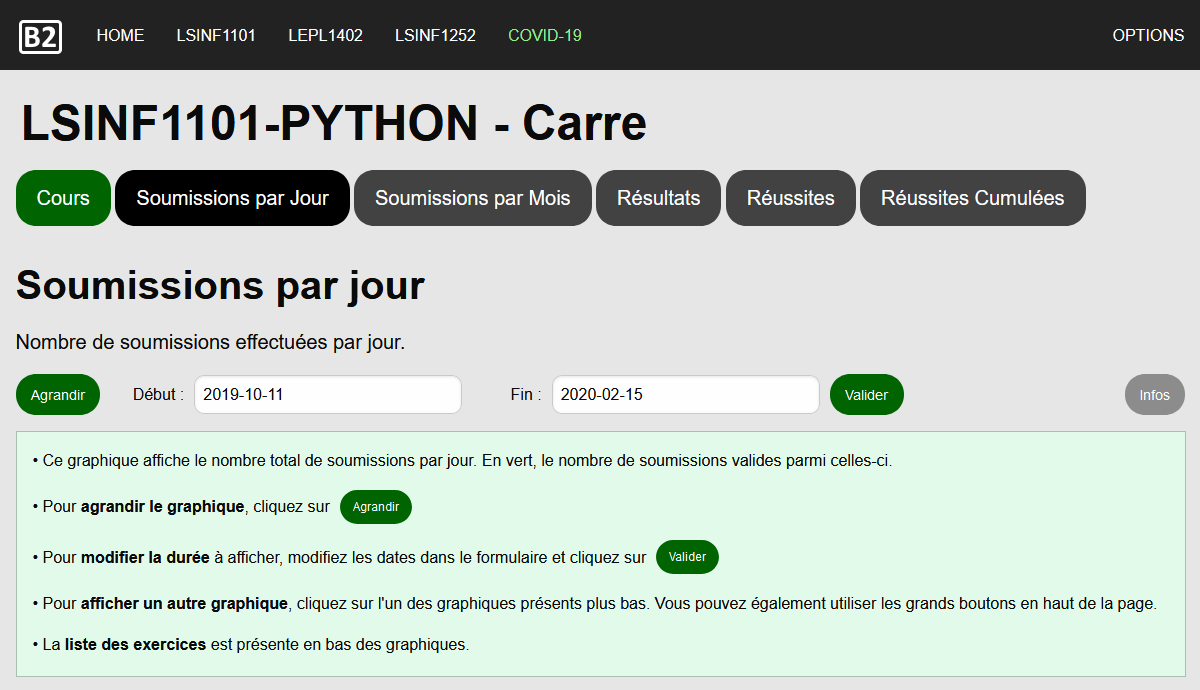 B2 HOME LSINF1101 LEPL1402 LSINF1252 COVID-19 OPTIONS
LSINF1101-PYTHON - Carre
Cours Soumissions par Jour Soumissions par Mois Résultats Réussites Réussites Cumulées
Soumissions par jour
Nombre de soumissions effectuées par jour.
Agrandir Début : 2019-10-11 Fin : 2020-02-15 Valider Infos
• Ce graphique affiche le nombre total de soumissions par jour. En vert, le nombre de soumissions valides parmi celles-ci.
• Pour agrandir le graphique, cliquez sur Agrandir
• Pour modifier la durée à afficher, modifiez les dates dans le formulaire et cliquez sur Valider
• Pour afficher un autre graphique, cliquez sur l'un des graphiques présents plus bas. Vous pouvez également utiliser les grands boutons en haut de la page.
• La liste des exercices est présente en bas des graphiques.